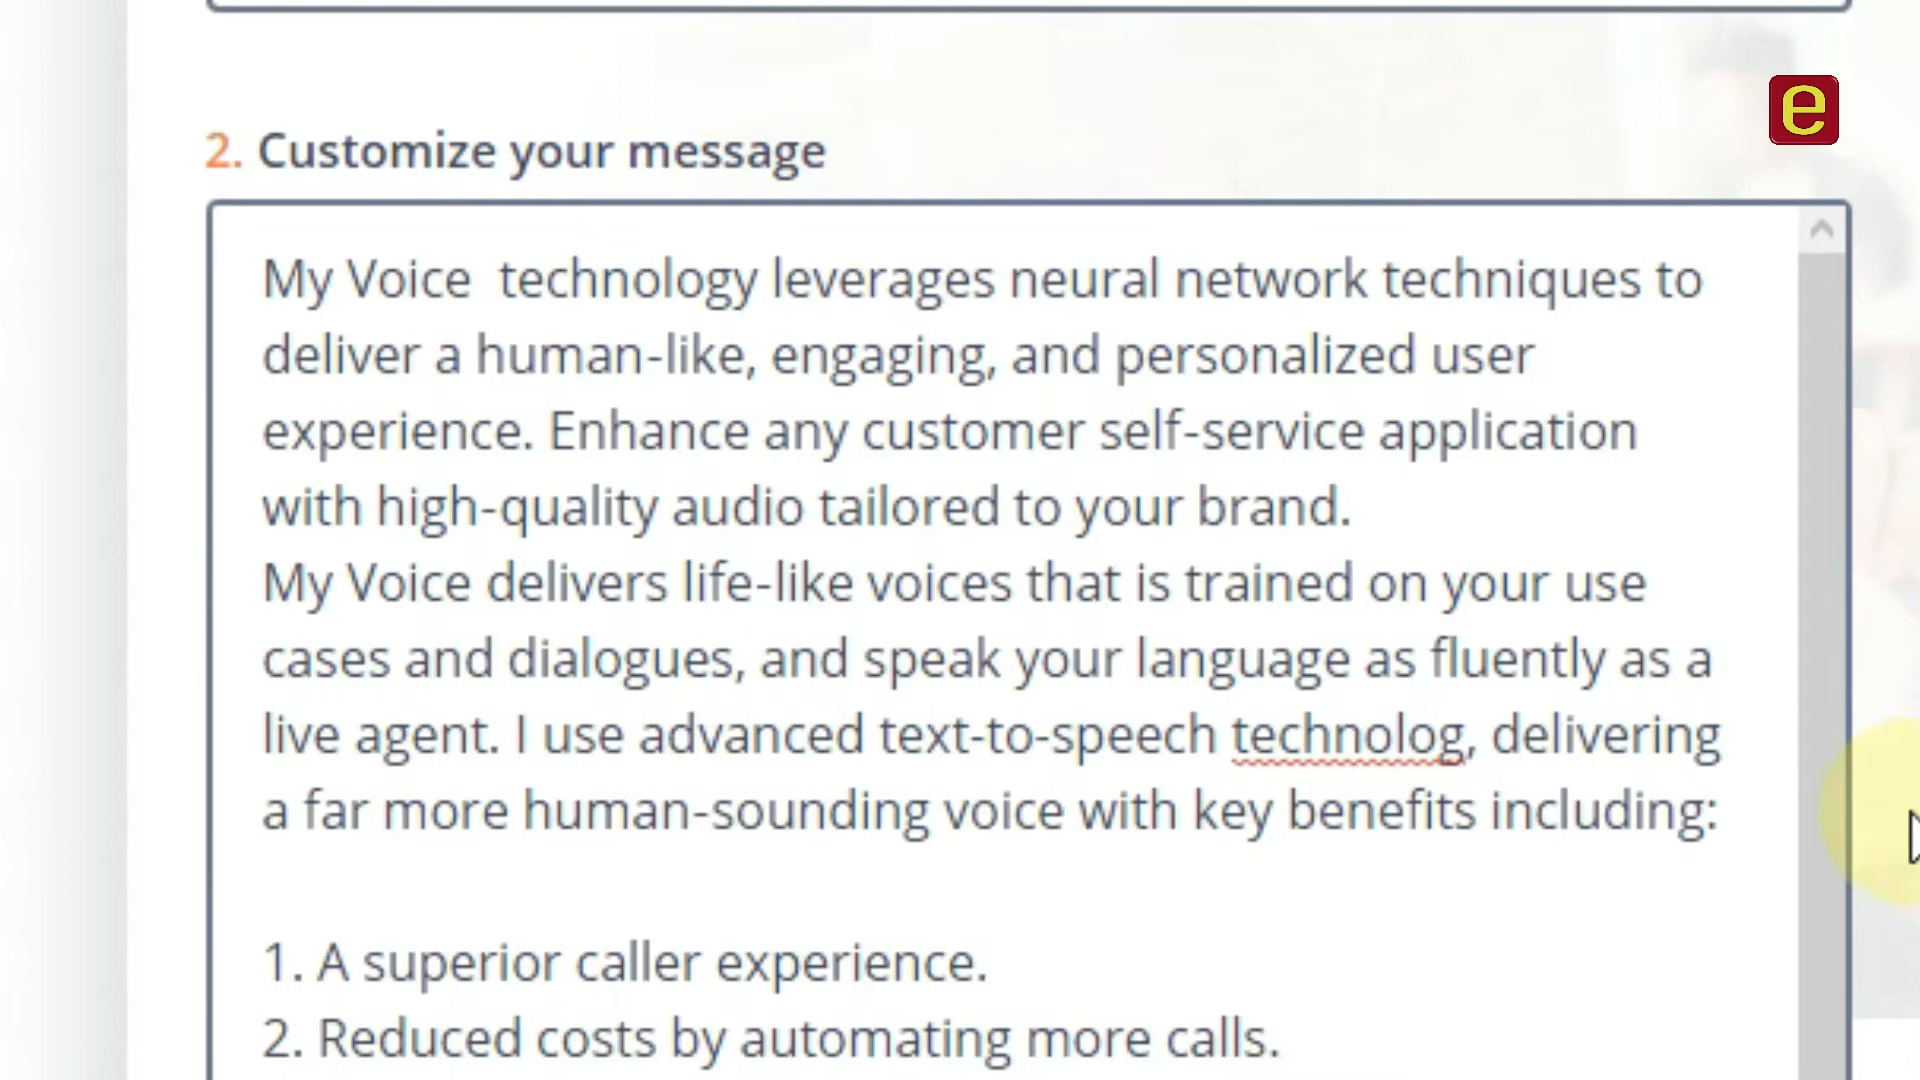 e
2. Customize your message
My Voice  technology leverages neural network techniques to
deliver a human-like, engaging, and personalized user
experience. Enhance any customer self-service application
with high-quality audio tailored to your brand.
My Voice delivers life-like voices that is trained on your use
cases and dialogues, and speak your language as fluently as a
live agent. I use advanced text-to-speech technolog, delivering
a far more human-sounding voice with key benefits including:
1. A superior caller experience.
2. Reduced costs by automating more calls.